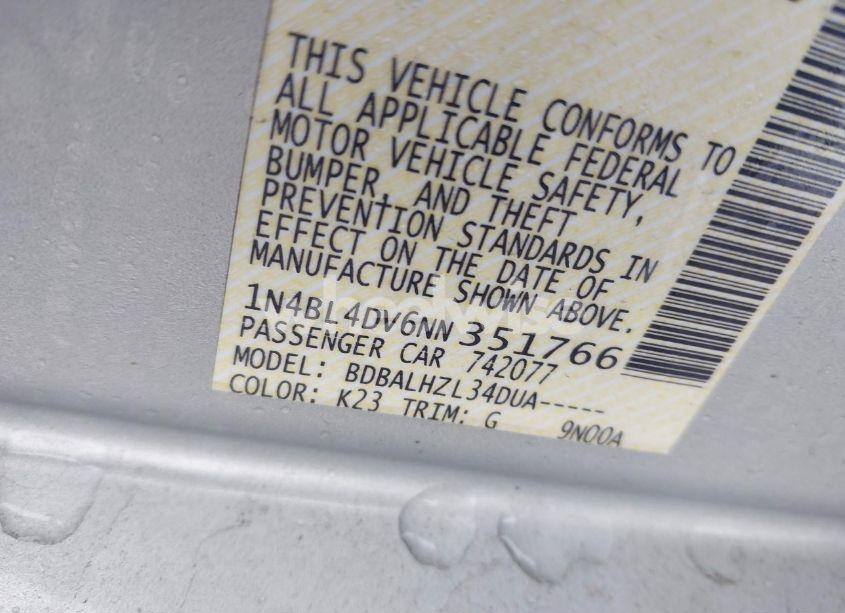 THIS VEHICLE CONFORMS TO
ALL APPLICABLE FEDERAL
MOTOR VEHICLE SAFETY,
BUMPER, AND THEFT
PREVENTION STANDARDS IN
EFFECT ON THE DATE OF
MANUFACTURE SHOWN ABOVE.
1N4BL4DV6NN351766
PASSENGER CAR 742077
MODEL: BDBALHZL34DUA-----
COLOR: K23 TRIM: G 9N00A